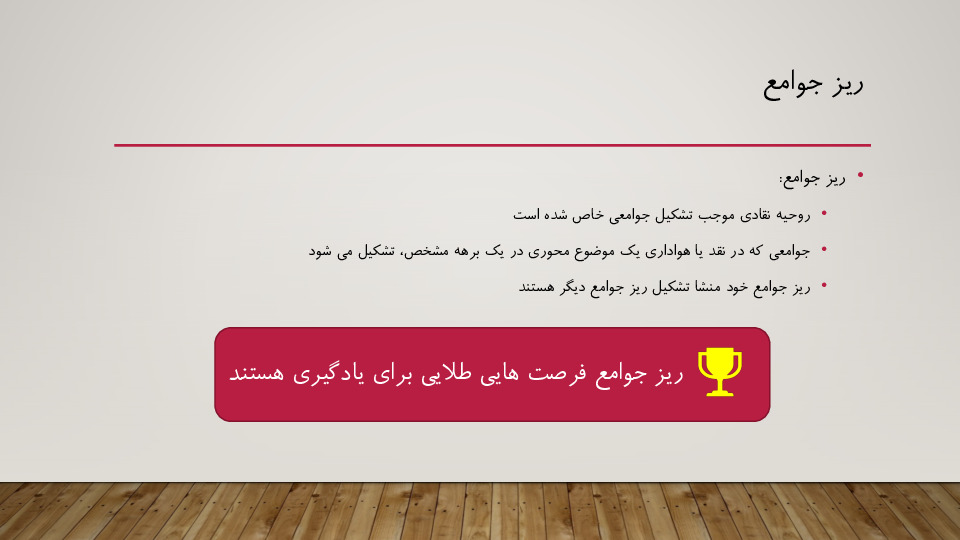 ریز جوامع
ریز جوامع:
روحیه نقادی موجب تشکیل جوامعی خاص شده است
جوامعی که در نقد یا هواداری یک موضوع محوری در یک برهه مشخص، تشکیل می شود
ریز جوامع خود منشا تشکیل ریز جوامع دیگر هستند
ریز جوامع فرصت هایی طلایی برای یادگیری هستند